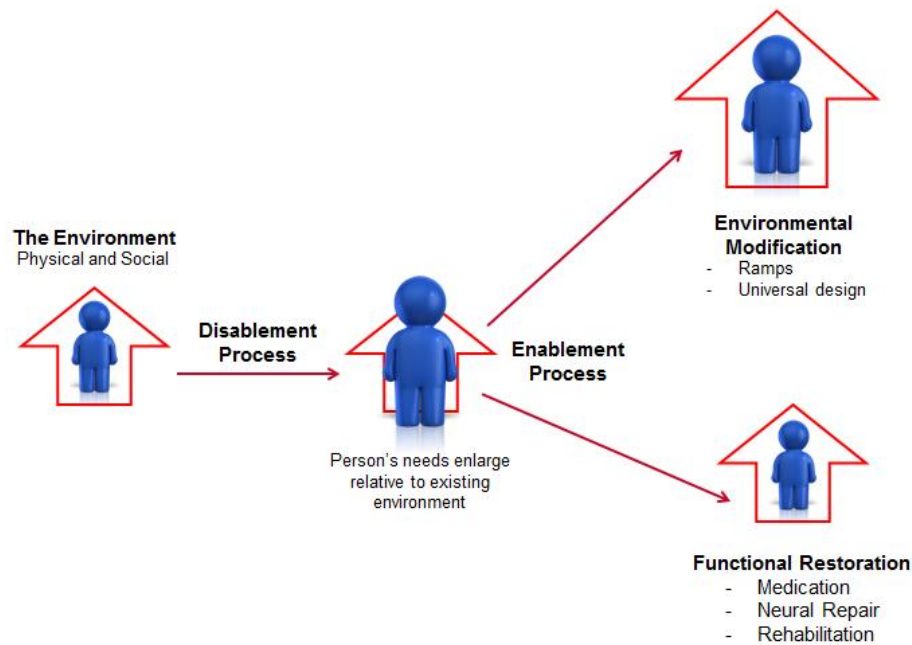 The Environment
Physical and Social
Disablement
Process
Person's needs enlarge
relative to existing
environment
Enablement
Process
Environmental
Modification
- Ramps
- Universal design
Functional Restoration
- Medication
- Neural Repair
- Rehabilitation